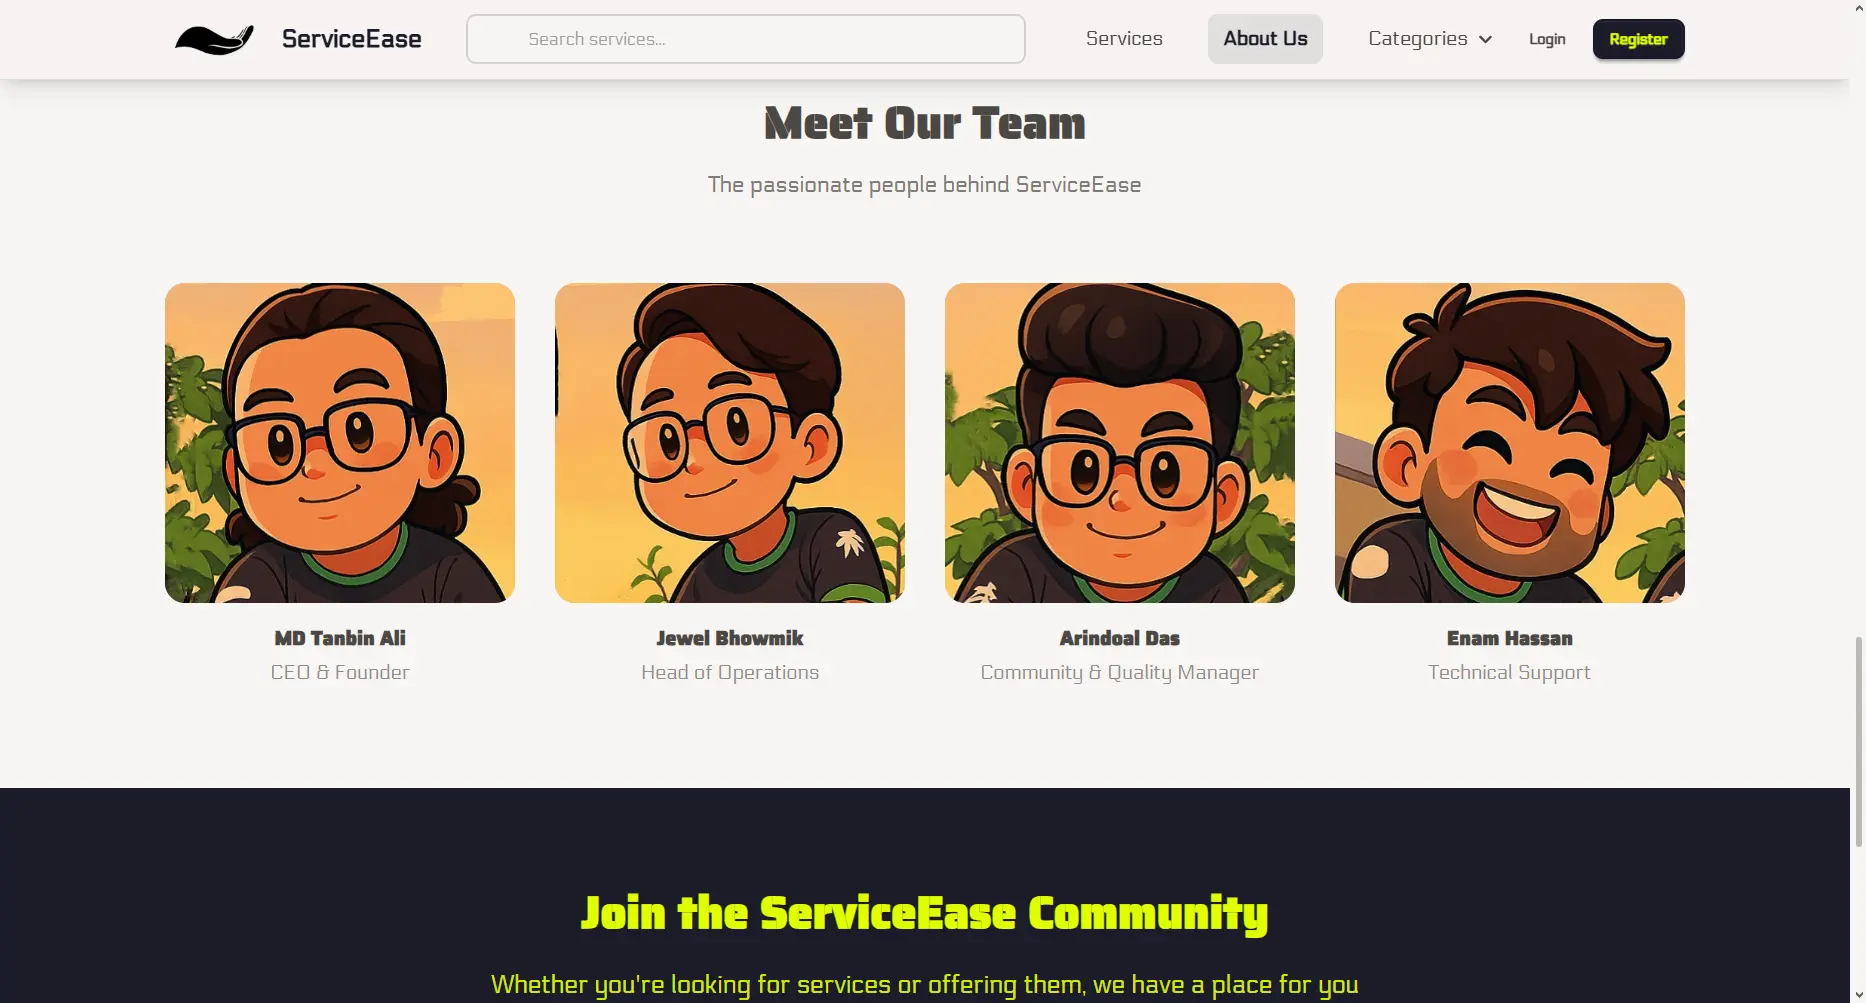 ServiceEase
Search services...
Services
About Us
Categories
Login
Register
Meet Our Team
The passionate people behind ServiceEase
MD Tanbin Ali
CEO & Founder
Jewel Bhowmik
Head of Operations
Arindoal Das
Community & Quality Manager
Enam Hassan
Technical Support
Join the ServiceEase Community
Whether you're looking for services or offering them, we have a place for you